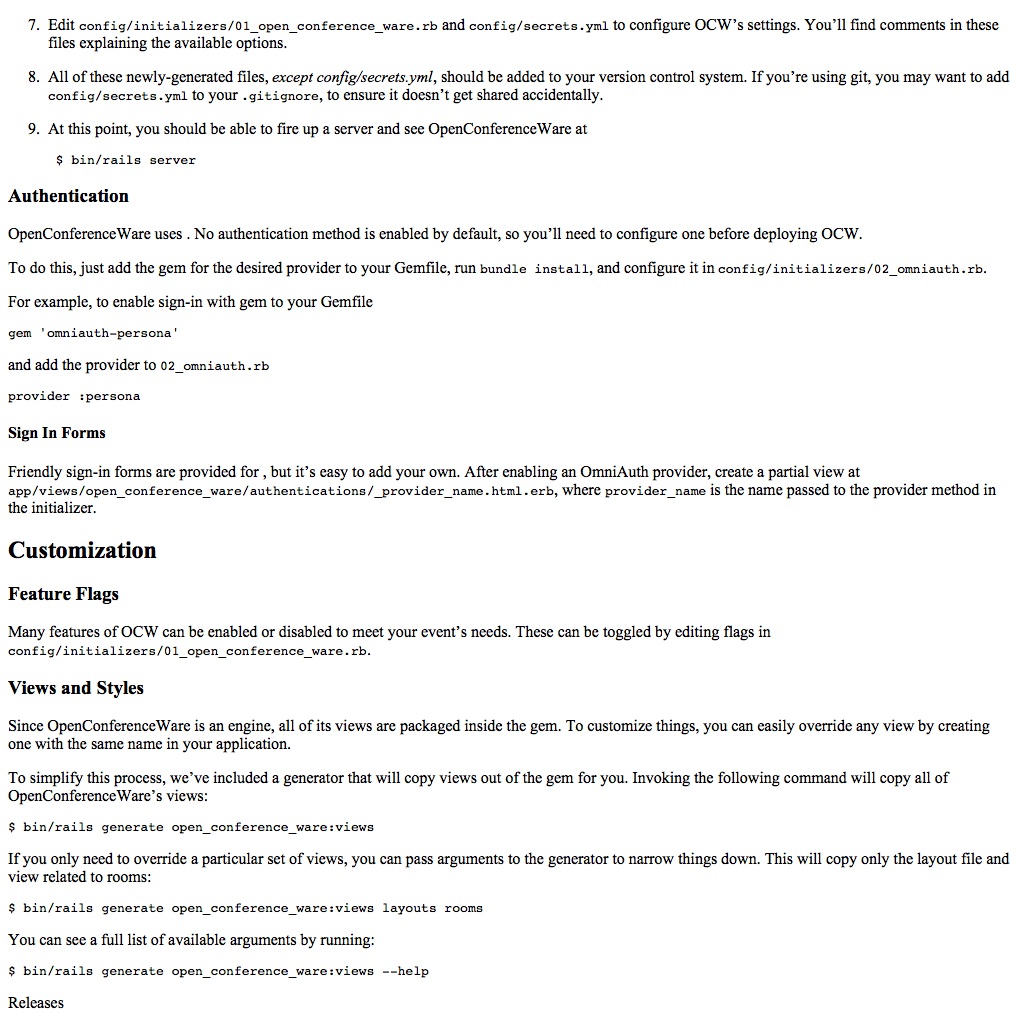 7. Edit config/initializers/01_open_conference_ware.rb and config/secrets.yml to configure OCW’s settings. You’ll find comments in these
files explaining the available options.
8. All of these newly-generated files, except config/secrets.yml, should be added to your version control system. If you’re using git, you may want to add
config/secrets.yml to your .gitignore, to ensure it doesn’t get shared accidentally.
9. At this point, you should be able to fire up a server and see OpenConferenceWare at
$ bin/rails server
Authentication
OpenConferenceWare uses . No authentication method is enabled by default, so you’ll need to configure one before deploying OCW.
To do this, just add the gem for the desired provider to your Gemfile, run bundle install, and configure it in config/initializers/02_omniauth.rb.
For example, to enable sign-in with gem to your Gemfile
gem 'omniauth-persona'
and add the provider to 02_omniauth.rb
provider :persona
Sign In Forms
Friendly sign-in forms are provided for , but it’s easy to add your own. After enabling an OmniAuth provider, create a partial view at
app/views/open_conference_ware/authentications/_provider_name.html.erb, where provider_name is the name passed to the provider method in
the initializer.
Customization
Feature Flags
Many features of OCW can be enabled or disabled to meet your event’s needs. These can be toggled by editing flags in
config/initializers/01_open_conference_ware.rb.
Views and Styles
Since OpenConferenceWare is an engine, all of its views are packaged inside the gem. To customize things, you can easily override any view by creating
one with the same name in your application.
To simplify this process, we’ve included a generator that will copy views out of the gem for you. Invoking the following command will copy all of
OpenConferenceWare’s views:
$ bin/rails generate open_conference_ware:views
If you only need to override a particular set of views, you can pass arguments to the generator to narrow things down. This will copy only the layout file and
view related to rooms:
$ bin/rails generate open_conference_ware:views layouts rooms
You can see a full list of available arguments by running:
$ bin/rails generate open_conference_ware:views --help
Releases